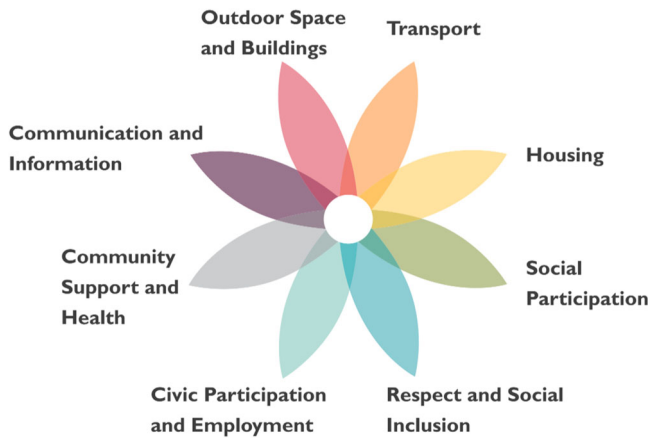 Outdoor Space
and Buildings
Transport
Housing
Social
Participation
Respect and Social
Inclusion
Civic Participation
and Employment
Community
Support and
Health
Communication and
Information